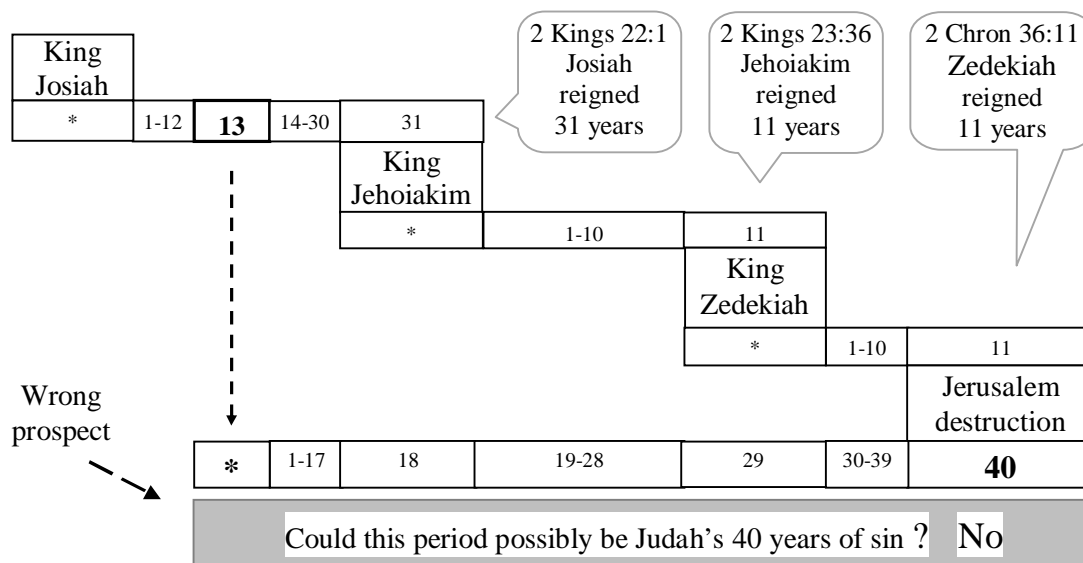 King
Josiah
* 1-12 13 14-30 31
2 Kings 22:1
Josiah
reigned
31 years
2 Kings 23:36
Jehoiakim
reigned
11 years
2 Chron 36:11
Zedekiah
reigned
11 years
King
Jehoiakim
* 1-10 11
King
Zedekiah
* 1-10 11
Jerusalem
destruction
Wrong
prospect
* 1-17 18 19-28 29 30-39 40
Could this period possibly be Judah's 40 years of sin ? No